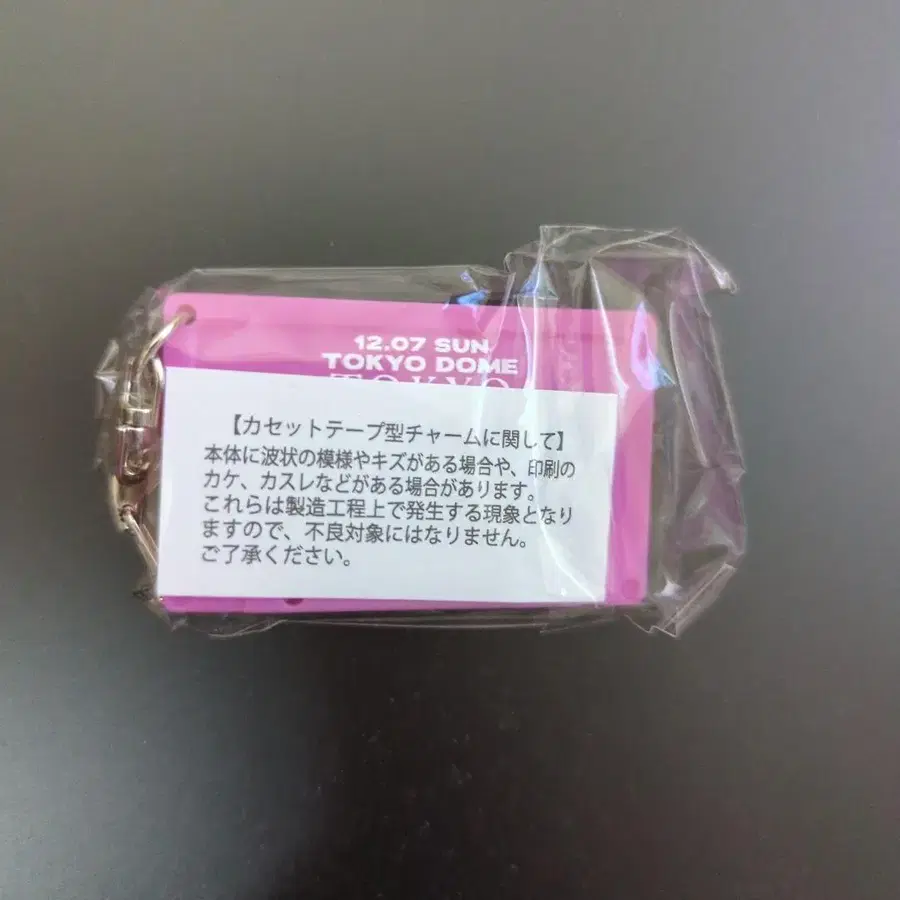 12.07 SUN
TOKYO DOME
TOKYO
【カセットテープ型チャームに関して】
本体に波状の模様やキズがある場合や、印刷の
カケ、カスレなどがある場合があります。
これらは製造工程上で発生する現象となり
ますので、不良対象にはなりません。
ご了承ください。